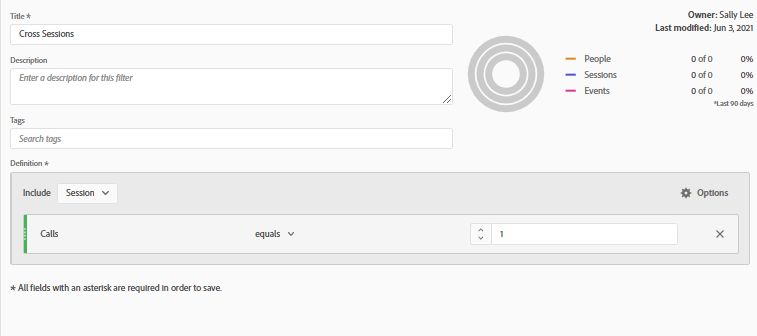 Title *
Cross Sessions
Description
Enter a description for this filter
Tags
Search tags
Definition *
Owner: Sally Lee
Last modified: Jun 3, 2021
People 0 of 0 0%
Sessions 0 of 0 0%
Events 0 of 0 0%
*Last 90 days
Include Session Options
Calls equals 1
* All fields with an asterisk are required in order to save.